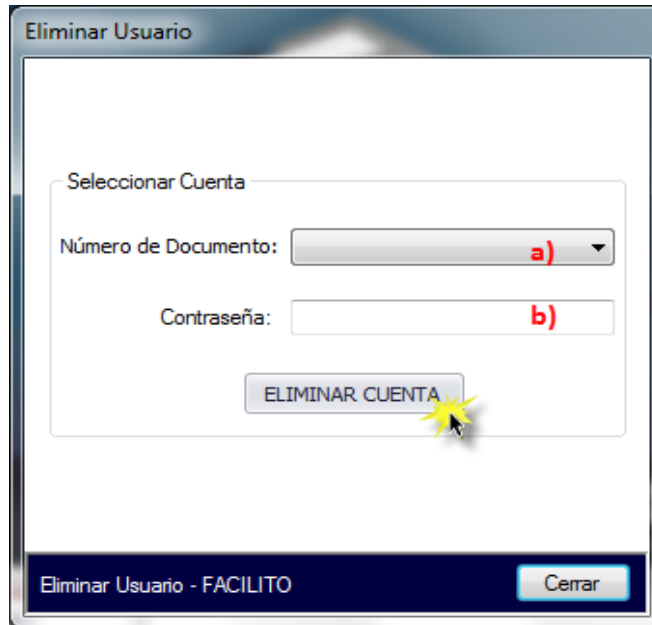 Eliminar Usuario
Seleccionar Cuenta
Número de Documento: a)
Contraseña: b)
ELIMINAR CUENTA
Eliminar Usuario - FACILITO Cerrar